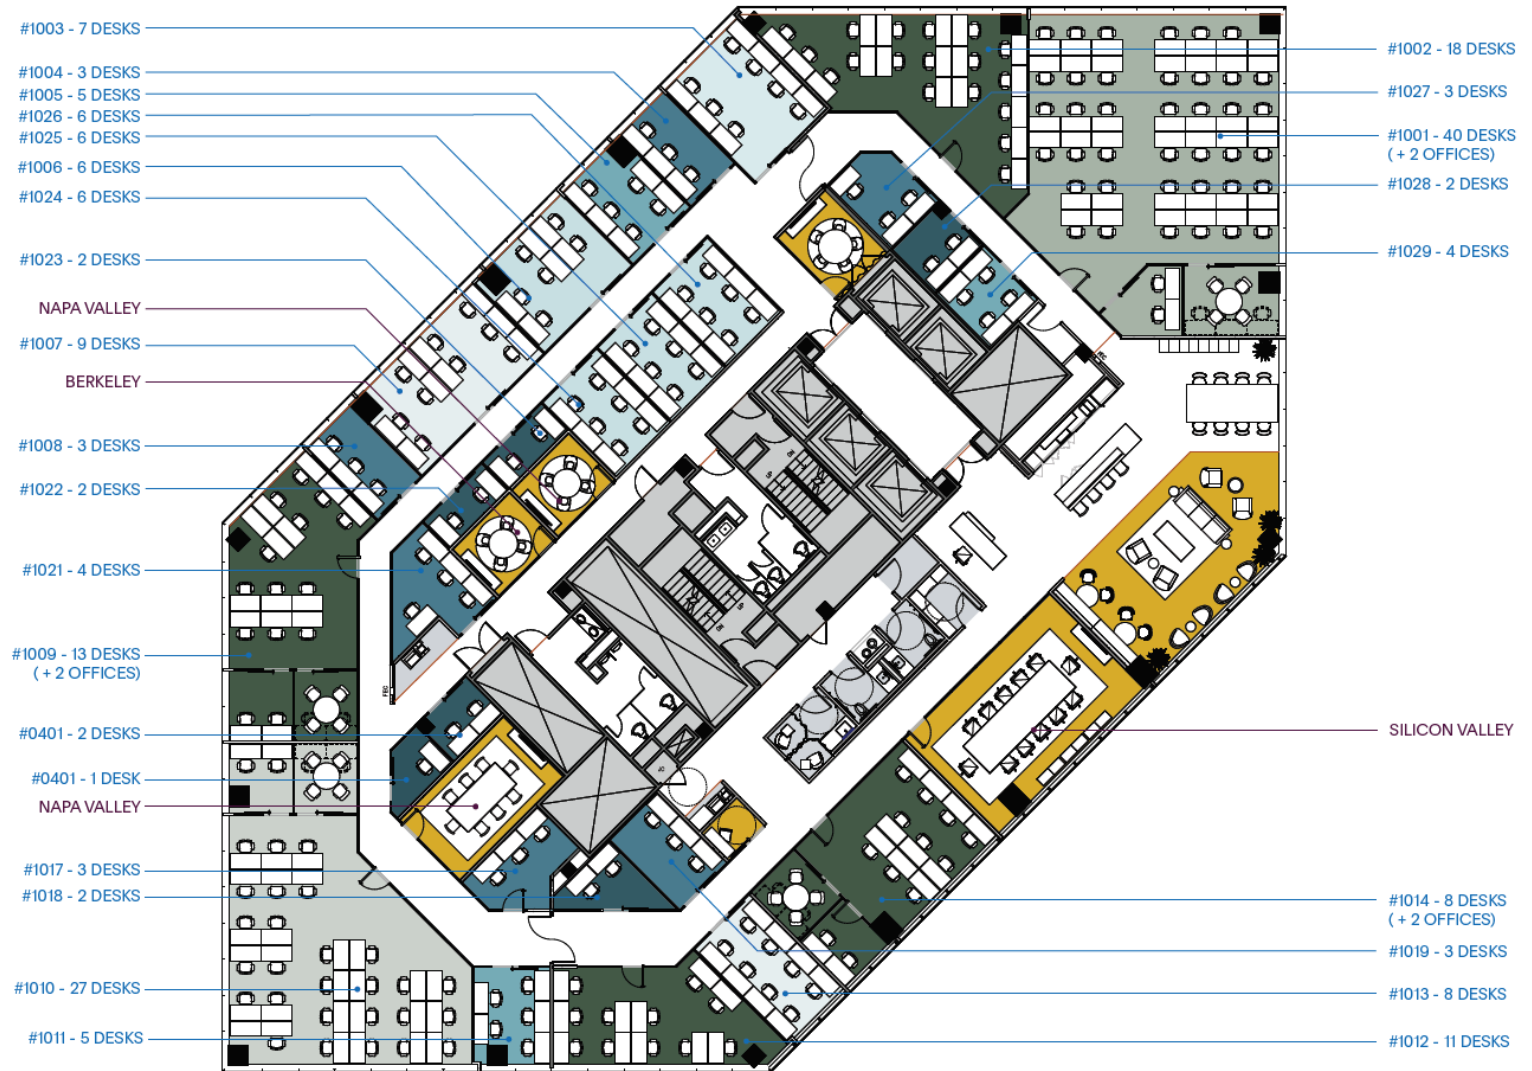 #1003 - 7 DESKS
#1004 - 3 DESKS
#1005 - 5 DESKS
#1026 - 6 DESKS
#1025 - 6 DESKS
#1006 - 6 DESKS
#1024 - 6 DESKS
#1023 - 2 DESKS
NAPA VALLEY
#1007 - 9 DESKS
BERKELEY
#1008 - 3 DESKS
#1022 - 2 DESKS
#1021 - 4 DESKS
#1009 - 13 DESKS
( + 2 OFFICES)
#0401 - 2 DESKS
#0401 - 1 DESK
NAPA VALLEY
#1017 - 3 DESKS
#1018 - 2 DESKS
#1010 - 27 DESKS
#1011 - 5 DESKS
#1002 - 18 DESKS
#1027 - 3 DESKS
#1001 - 40 DESKS
( + 2 OFFICES)
#1028 - 2 DESKS
#1029 - 4 DESKS
SILICON VALLEY
#1014 - 8 DESKS
( + 2 OFFICES)
#1019 - 3 DESKS
#1013 - 8 DESKS
#1012 - 11 DESKS
DN
UP
UP
DN